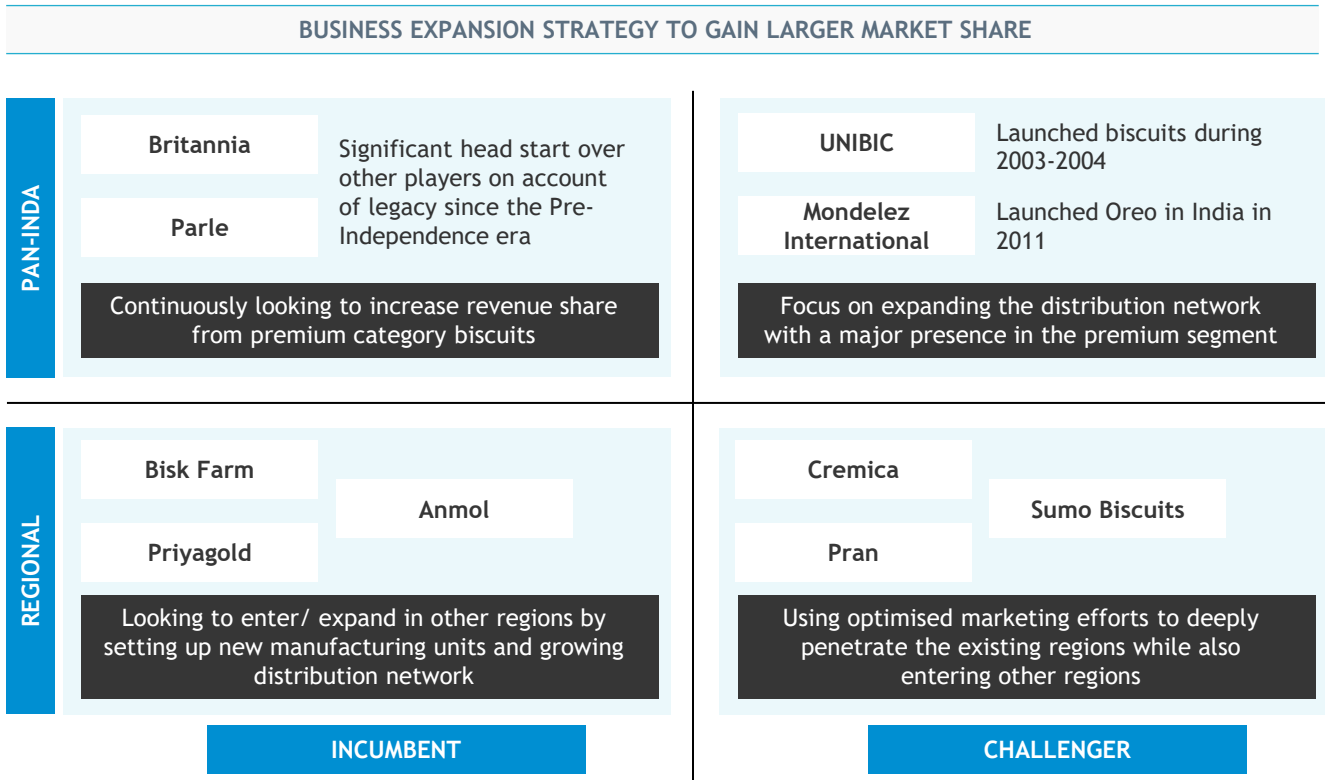 BUSINESS EXPANSION STRATEGY TO GAIN LARGER MARKET SHARE
PAN-INDA
Britannia
Parle
Significant head start over
other players on account
of legacy since the Pre-
Independence era
Continuously looking to increase revenue share
from premium category biscuits
UNIBIC
Launched biscuits during
2003-2004
Mondelez
International
Launched Oreo in India in
2011
Focus on expanding the distribution network
with a major presence in the premium segment
REGIONAL
Bisk Farm
Anmol
Priyagold
Looking to enter/ expand in other regions by
setting up new manufacturing units and growing
distribution network
Cremica
Sumo Biscuits
Pran
Using optimised marketing efforts to deeply
penetrate the existing regions while also
entering other regions
INCUMBENT
CHALLENGER